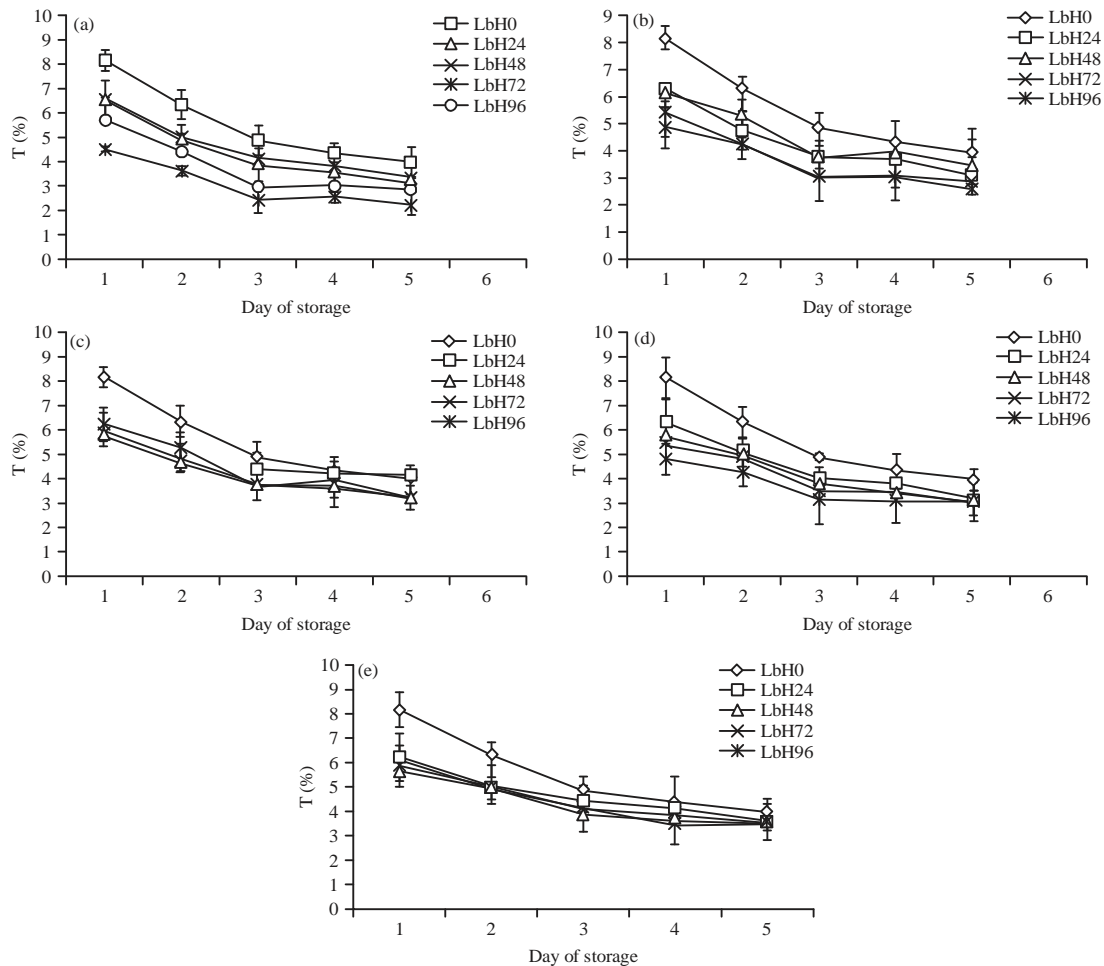 (a)
10
9
8
7
6
5
4
3
2
1
0
T (%)
LbH0
LbH24
LbH48
LbH72
LbH96
1 2 3 4 5 6
Day of storage
(b)
9
8
7
6
5
4
3
2
1
0
T (%)
LbH0
LbH24
LbH48
LbH72
LbH96
1 2 3 4 5 6
Day of storage
(c)
10
9
8
7
6
5
4
3
2
1
0
T (%)
LbH0
LbH24
LbH48
LbH72
LbH96
1 2 3 4 5 6
Day of storage
(d)
10
9
8
7
6
5
4
3
2
1
0
T (%)
LbH0
LbH24
LbH48
LbH72
LbH96
1 2 3 4 5 6
Day of storage
(e)
10
9
8
7
6
5
4
3
2
1
0
T (%)
LbH0
LbH24
LbH48
LbH72
LbH96
1 2 3 4 5
Day of storage